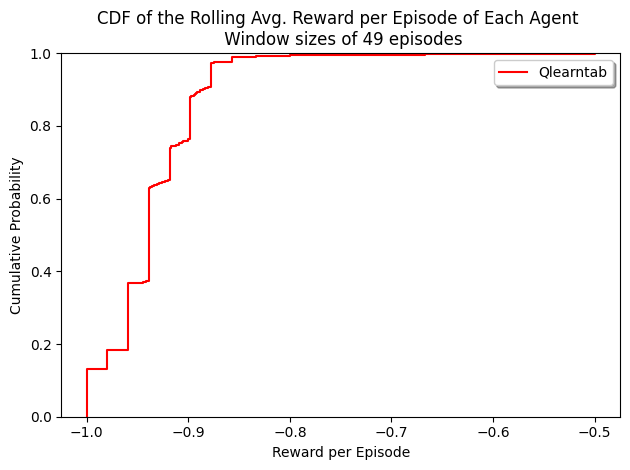 CDF of the Rolling Avg. Reward per Episode of Each Agent
Window sizes of 49 episodes
Qlearntab
1.0
0.8
0.6
0.4
0.2
0.0
Cumulative Probability
−1.0 −0.9 −0.8 −0.7 −0.6 −0.5
Reward per Episode